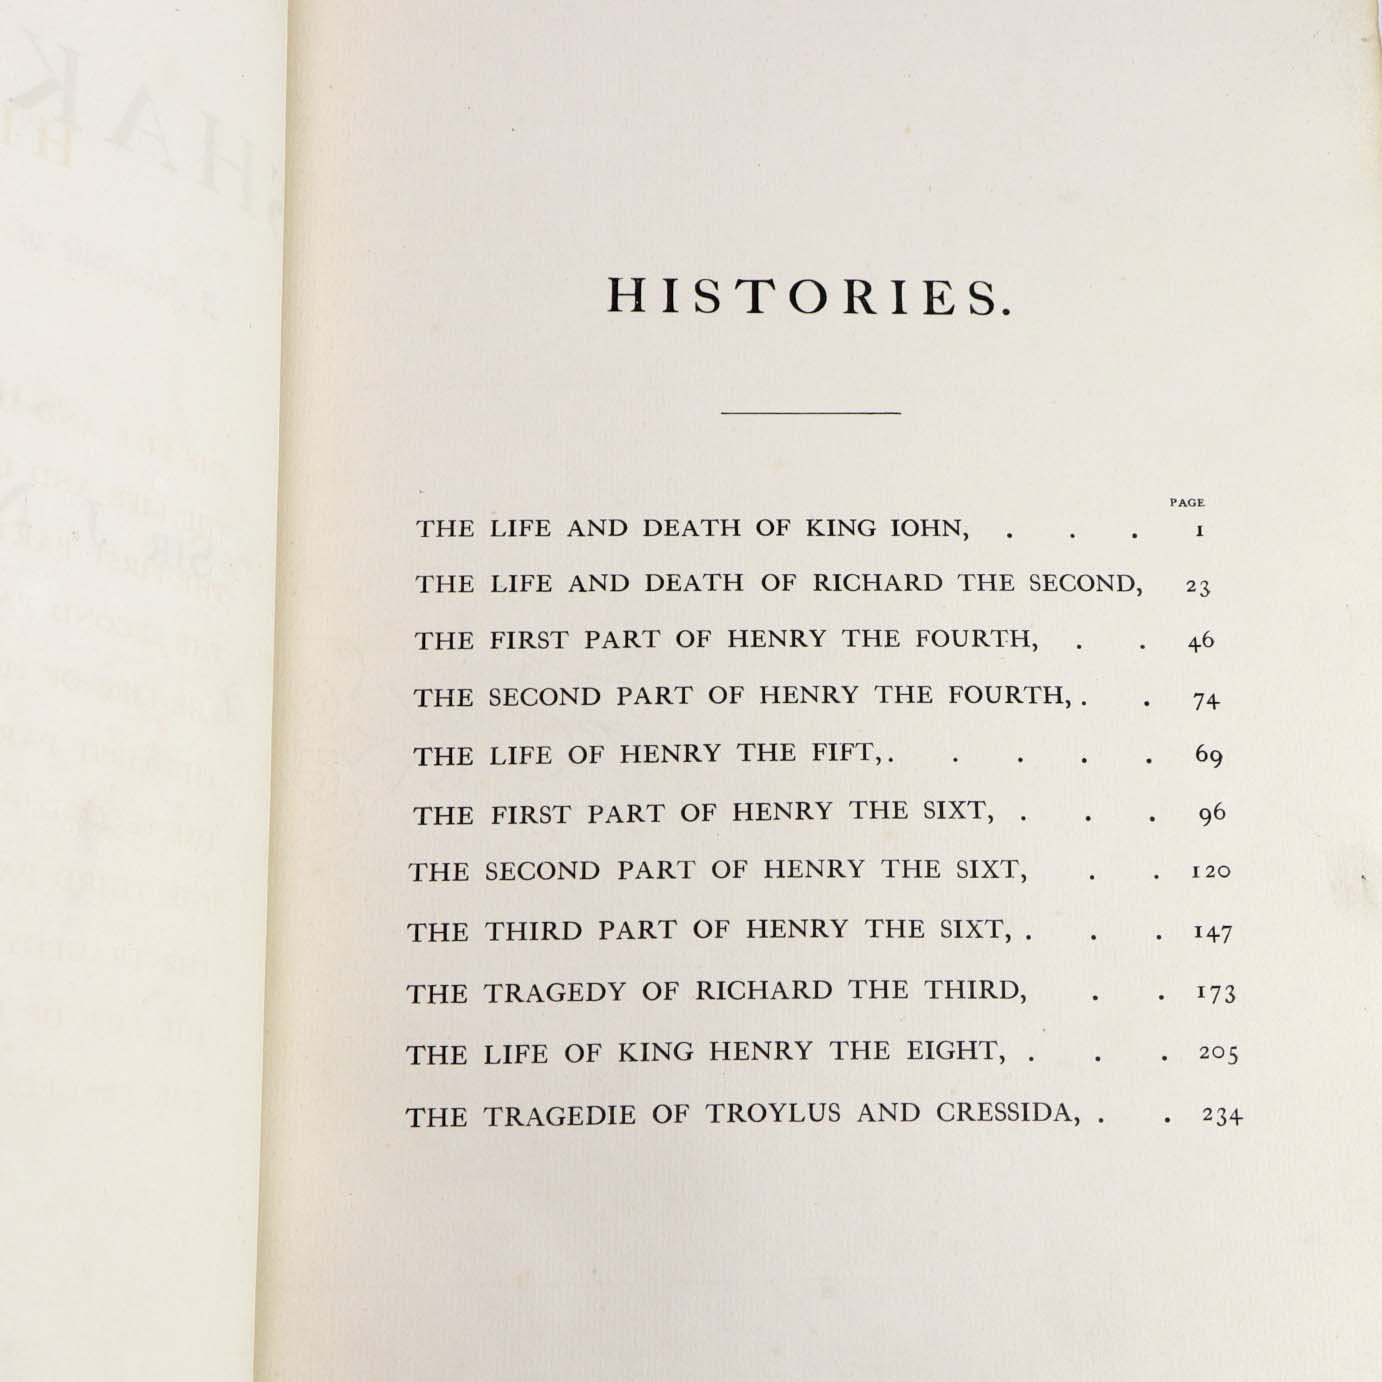 HISTORIES.
PAGE
THE LIFE AND DEATH OF KING IOHN, . . . 1
THE LIFE AND DEATH OF RICHARD THE SECOND, 23
THE FIRST PART OF HENRY THE FOURTH, . . 46
THE SECOND PART OF HENRY THE FOURTH, . . 74
THE LIFE OF HENRY THE FIFT, . . . . . 69
THE FIRST PART OF HENRY THE SIXT, . . . 96
THE SECOND PART OF HENRY THE SIXT, . . 120
THE THIRD PART OF HENRY THE SIXT, . . . 147
THE TRAGEDY OF RICHARD THE THIRD, . . 173
THE LIFE OF KING HENRY THE EIGHT, . . . 205
THE TRAGEDIE OF TROYLUS AND CRESSIDA, . . 234